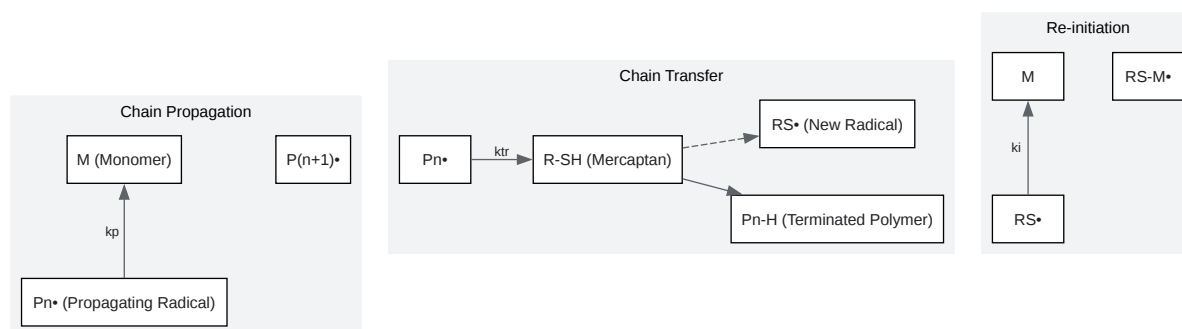 Chain Propagation
M (Monomer)
P(n+1)•
kp
Pn• (Propagating Radical)
Chain Transfer
Pn•
ktr
R-SH (Mercaptan)
RS• (New Radical)
Pn-H (Terminated Polymer)
Re-initiation
M
RS-M•
ki
RS•